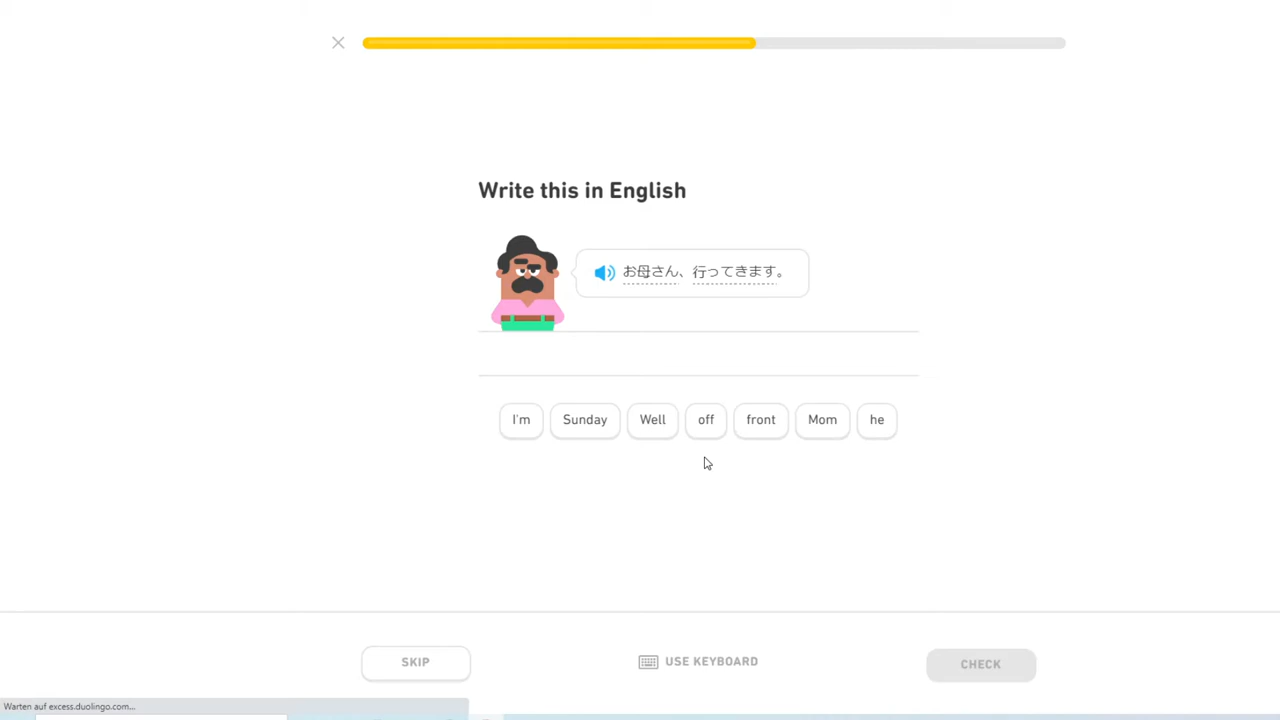 Write this in English
お母さん、行ってきます。
I'm Sunday Well off front Mom he
SKIP USE KEYBOARD CHECK
Warten auf excess.duolingo.com...